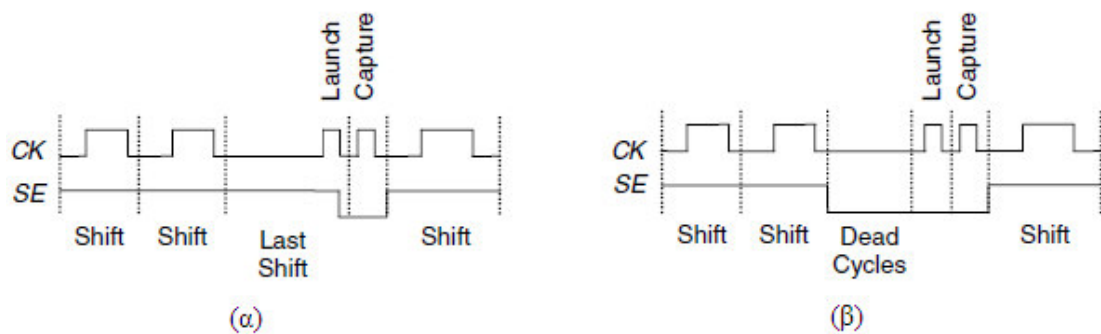 Launch
Capture
CK
SE
Shift
Shift
Last
Shift
Shift
(α)
Launch
Capture
CK
SE
Shift
Shift
Dead
Cycles
Shift
(β)